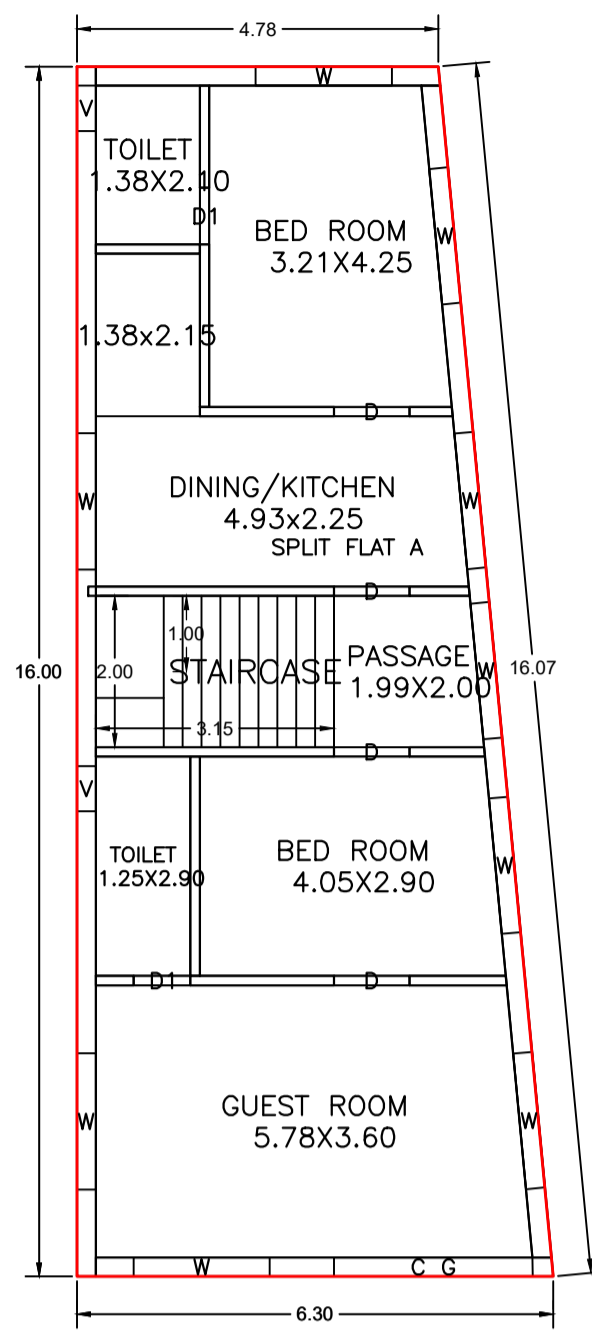 4.78
W
V
TOILET
1.38X2.10
D1
BED ROOM
3.21X4.25
W
1.38x2.15
D
DINING/KITCHEN
4.93x2.25
SPLIT FLAT A
W
W
D
1.00
2.00
STAIRCASE
PASSAGE
1.99X2.00
W
16.00
16.07
3.15
D
V
TOILET
1.25X2.90
BED ROOM
4.05X2.90
W
D1
D
GUEST ROOM
5.78X3.60
W
W
W
C G
6.30